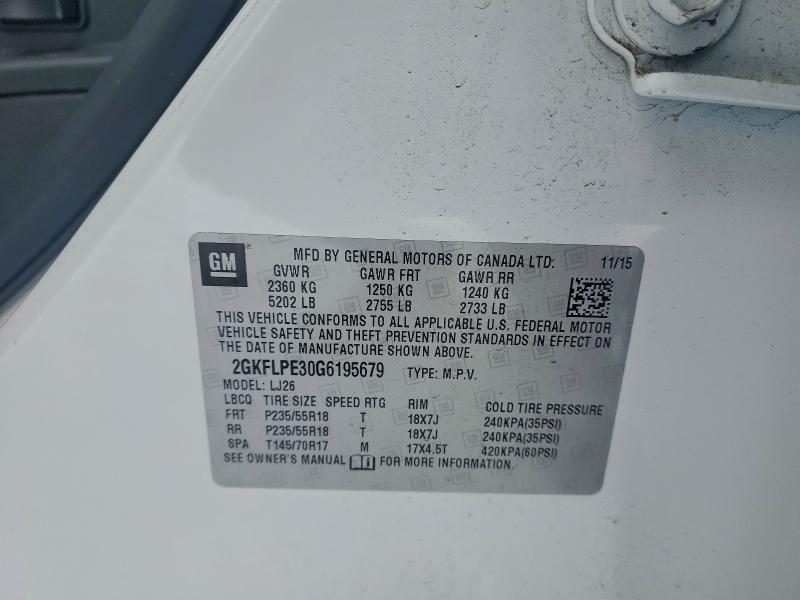 GM
MFD BY GENERAL MOTORS OF CANADA LTD. 11/15
GVWR GAWR FRT GAWR RR
2360 KG 1250 KG 1240 KG
5202 LB 2755 LB 2733 LB
THIS VEHICLE CONFORMS TO ALL APPLICABLE U.S. FEDERAL MOTOR
VEHICLE SAFETY AND THEFT PREVENTION STANDARDS IN EFFECT ON
THE DATE OF MANUFACTURE SHOWN ABOVE.
2GKFLPE30G6195679 TYPE: M.P.V.
MODEL: LJ26
LBCQ TIRE SIZE SPEED RTG RIM COLD TIRE PRESSURE
FRT P235/55R18 T 18X7J 240KPA(35PSI)
RR P235/55R18 T 18X7J 240KPA(35PSI)
SPA T145/70R17 M 17X4.5T 420KPA(60PSI)
SEE OWNER'S MANUAL FOR MORE INFORMATION.